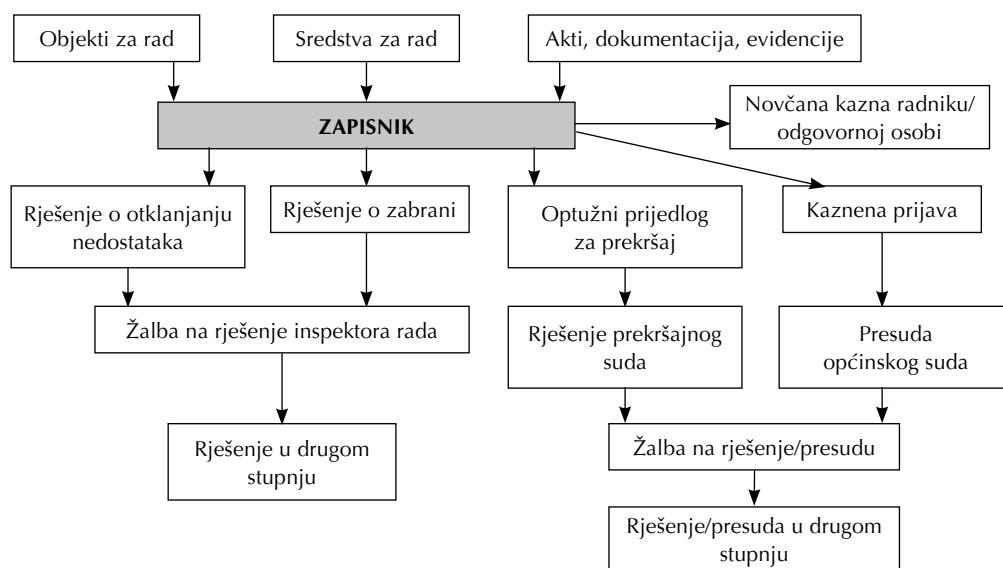 Objekti za rad
Sredstva za rad
Akti, dokumentacija, evidencije
ZAPISNIK
Novčana kazna radniku/
odgovornoj osobi
Rješenje o otklanjanju
nedostataka
Rješenje o zabrani
Optužni prijedlog
za prekršaj
Kaznena prijava
Žalba na rješenje inspektora rada
Rješenje prekršajnog
suda
Presuda
općinskog suda
Rješenje u drugom
stupnju
Žalba na rješenje/presudu
Rješenje/presuda u drugom
stupnju